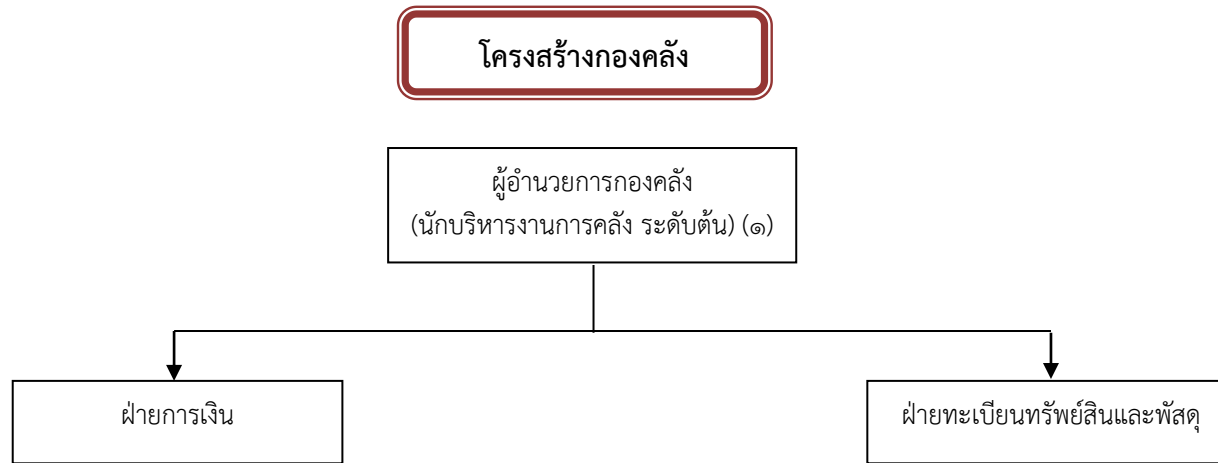 โครงสร้างกองคลัง
ผู้อำนวยการกองคลัง
(นักบริหารงานการคลัง ระดับต้น) (๑)
ฝ่ายการเงิน
ฝ่ายทะเบียนทรัพย์สินและพัสดุ